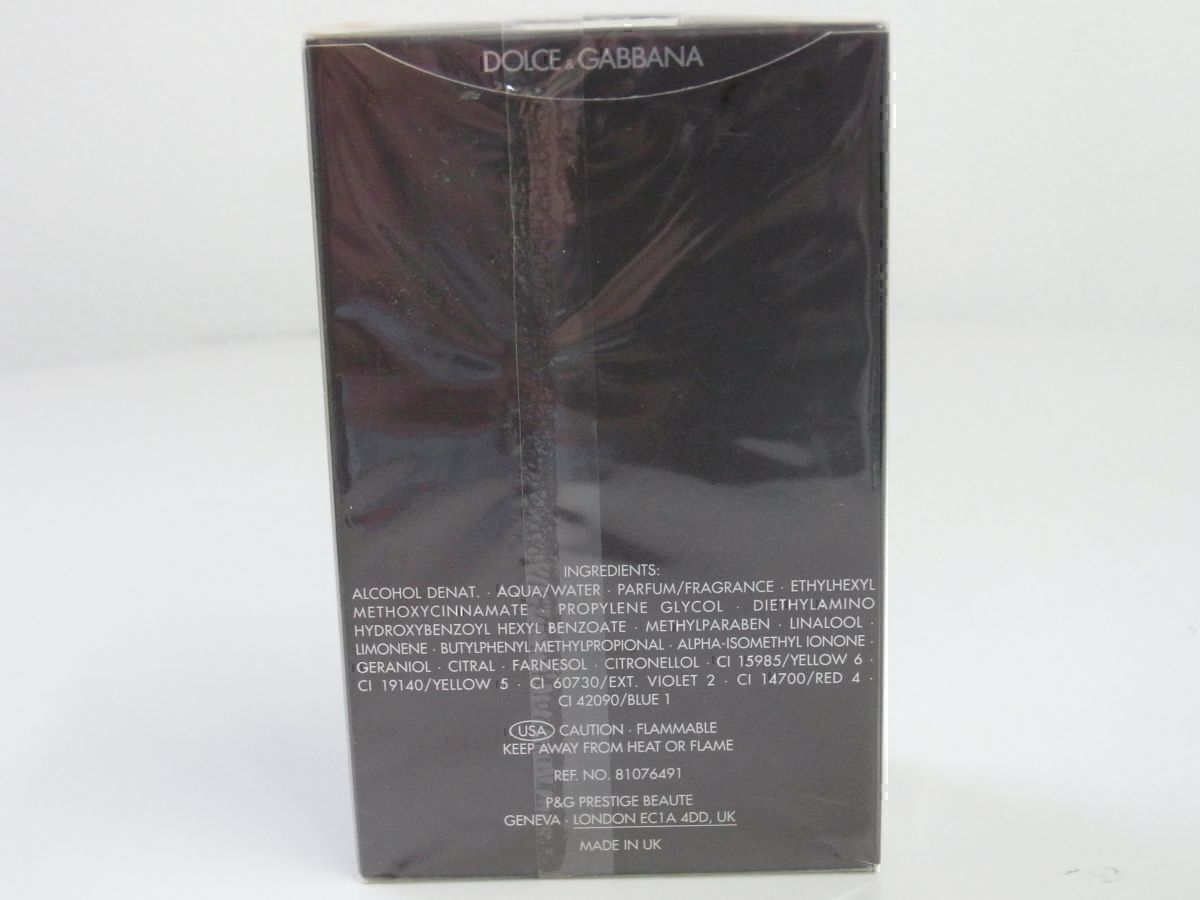 DOLCE & GABBANA
INGREDIENTS:
ALCOHOL DENAT. · AQUA/WATER · PARFUM/FRAGRANCE · ETHYLHEXYL
METHOXYCINNAMATE · PROPYLENE GLYCOL · DIETHYLAMINO
HYDROXYBENZOYL HEXYL BENZOATE · METHYLPARABEN · LINALOOL ·
LIMONENE · BUTYLPHENYL METHYLPROPIONAL · ALPHA-ISOMETHYL IONONE ·
GERANIOL · CITRAL · FARNESOL · CITRONELLOL · CI 15985/YELLOW 6 ·
CI 19140/YELLOW 5 · CI 60730/EXT. VIOLET 2 · CI 14700/RED 4 ·
CI 42090/BLUE 1
USA CAUTION · FLAMMABLE
KEEP AWAY FROM HEAT OR FLAME
REF. NO. 81076491
P&G PRESTIGE BEAUTE
GENEVA · LONDON EC1A 4DD, UK
MADE IN UK